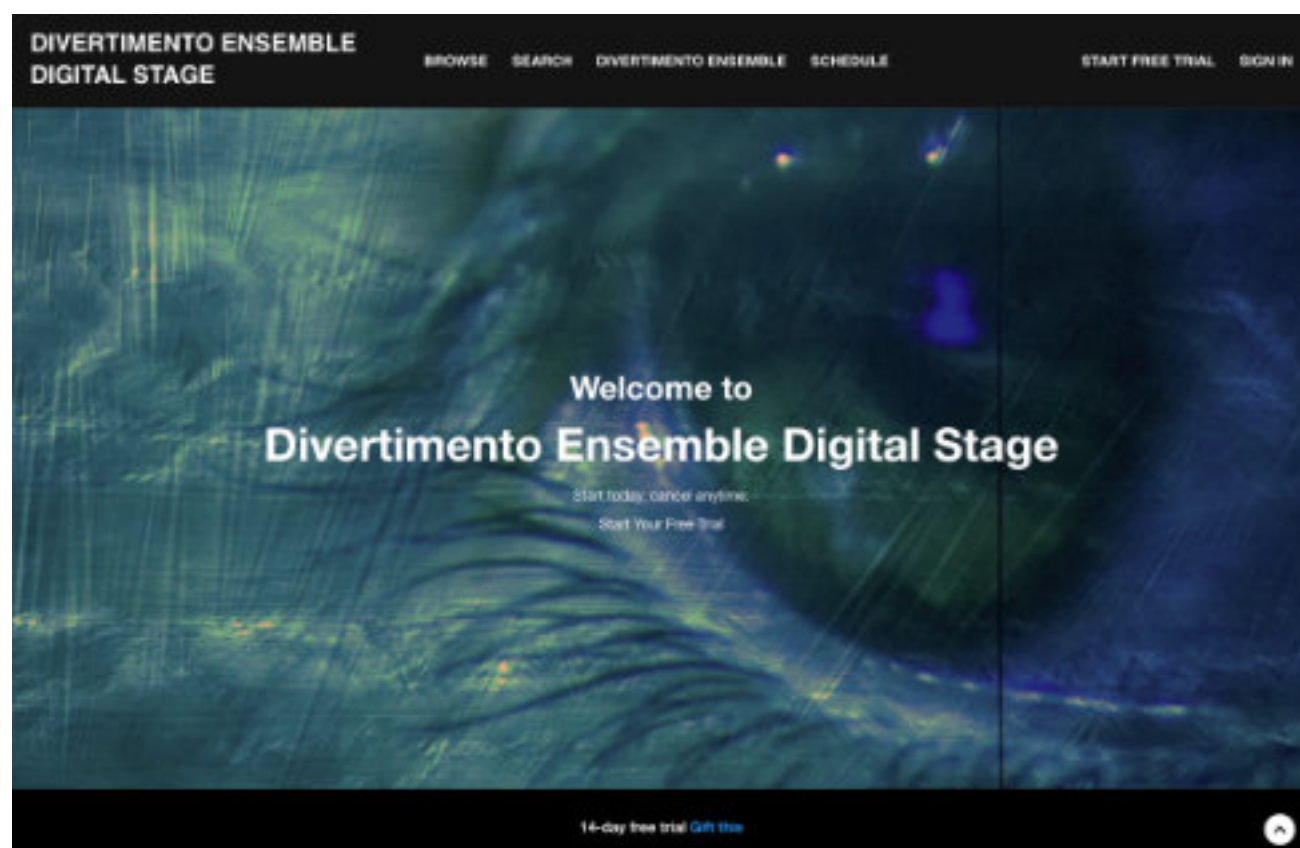 DIVERTIMENTO ENSEMBLE
DIGITAL STAGE
BROWSE SEARCH DIVERTIMENTO ENSEMBLE SCHEDULE START FREE TRIAL SIGN IN
Welcome to
Divertimento Ensemble Digital Stage
Start today, cancel anytime.
Start Your Free Trial
14-day free trial Gift this